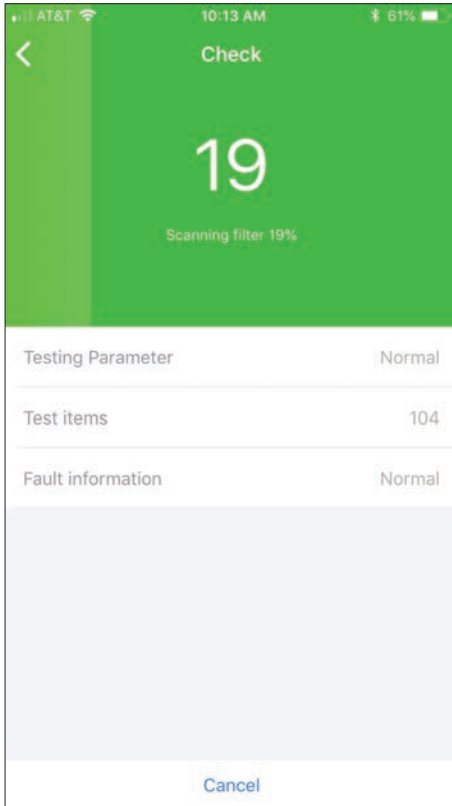 AT&T 10:13 AM 61%
Check
19
Scanning filter 19%
Testing Parameter Normal
Test items 104
Fault information Normal
Cancel